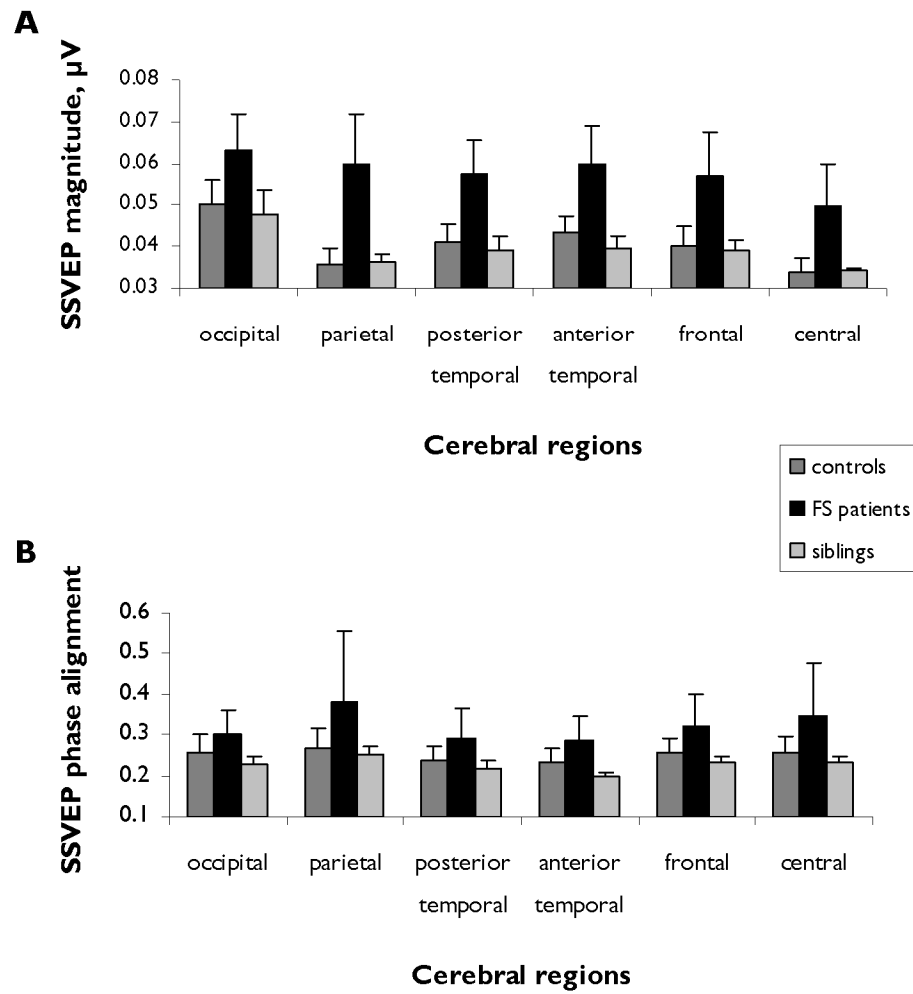 A
SSVEP magnitude, µV
0.08
0.07
0.06
0.05
0.04
0.03
occipital parietal posterior anterior frontal central
temporal temporal
Cerebral regions
controls
FS patients
siblings
B
SSVEP phase alignment
0.6
0.5
0.4
0.3
0.2
0.1
occipital parietal posterior anterior frontal central
temporal temporal
Cerebral regions